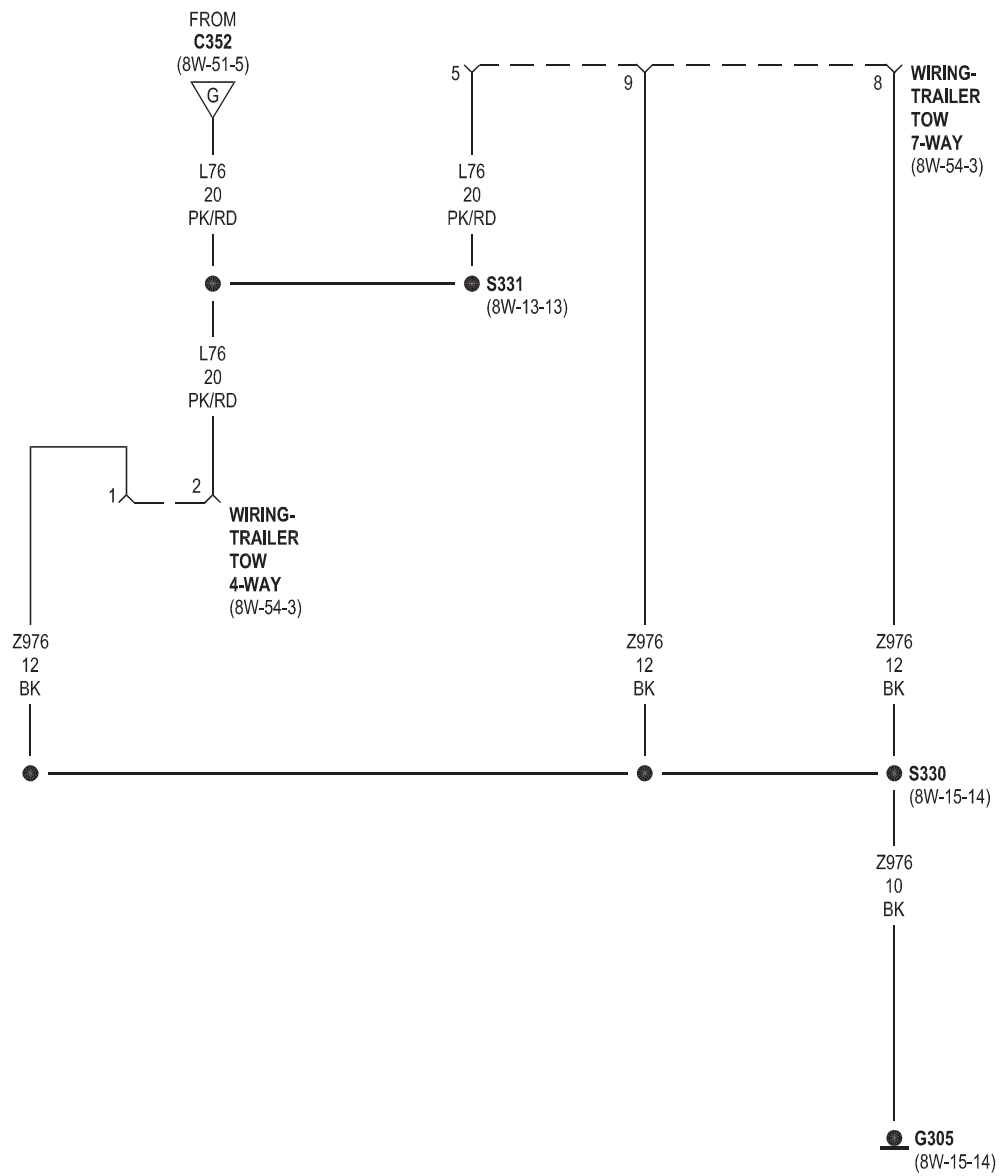 FROM
C352
(8W-51-5)
G
5
9
8
WIRING-
TRAILER
TOW
7-WAY
(8W-54-3)
L76
20
PK/RD
L76
20
PK/RD
S331
(8W-13-13)
L76
20
PK/RD
1
2
WIRING-
TRAILER
TOW
4-WAY
(8W-54-3)
Z976
12
BK
Z976
12
BK
Z976
12
BK
S330
(8W-15-14)
Z976
10
BK
G305
(8W-15-14)